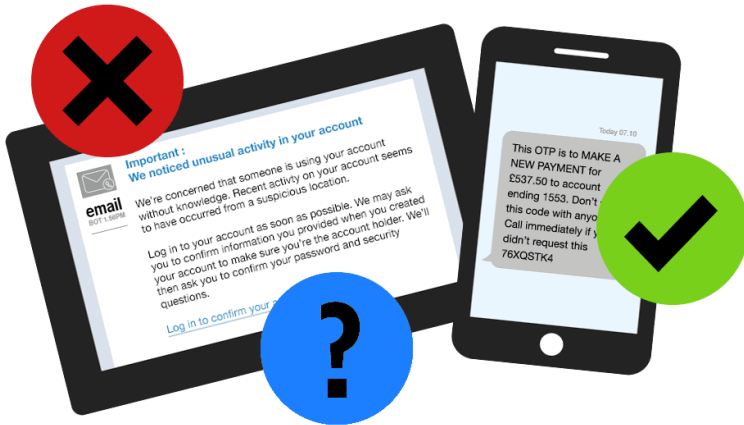 Important :
We noticed unusual activity in your account
email
BOT 1.56PM
We're concerned that someone is using your account
without knowledge. Recent activty on your account seems
to have occurred from a suspicious location.
Log in to your account as soon as possible. We may ask
you to confirm information you provided when you created
your account to make sure you're the account holder. We'll
then ask you to confirm your password and security
questions.
Log in to confirm your
?
Today 07.10
This OTP is to MAKE A
NEW PAYMENT for
£537.50 to account
ending 1553. Don't
this code with
Call immediately if
didn't request this
76XQSTK4